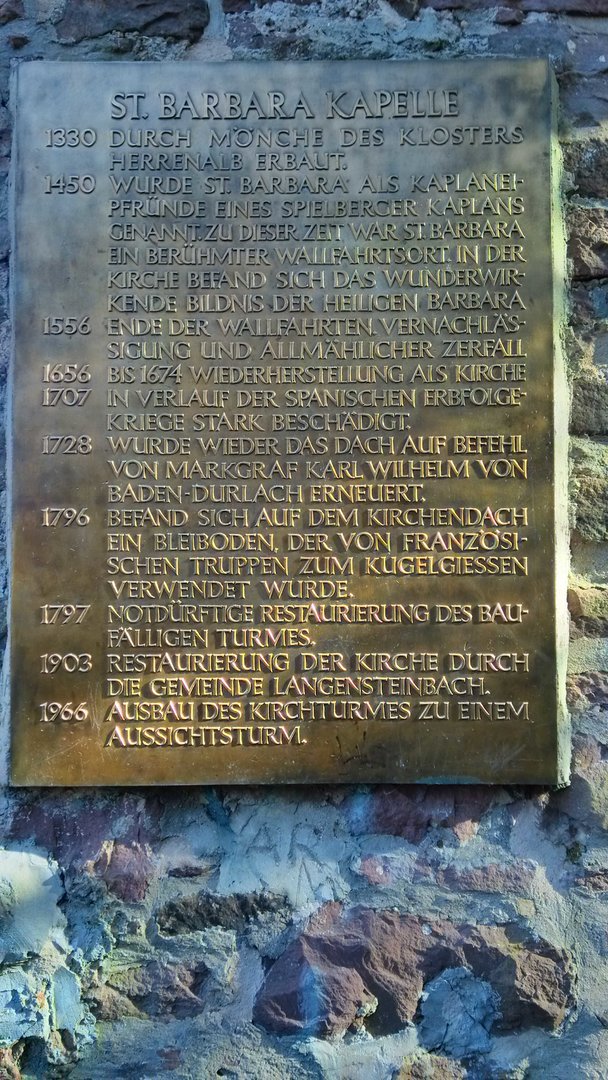 ST. BARBARA KAPELLE
1330 DURCH MÖNCHE DES KLOSTERS
HERRENALB ERBAUT.
1450 WURDE ST. BARBARA ALS KAPLANEI-
PFRÜNDE EINES SPIELBERGER KAPLANS
GENANNT. ZU DIESER ZEIT WAR ST. BARBARA
EIN BERÜHMTER WALLFAHRTSORT. IN DER
KIRCHE BEFAND SICH DAS WUNDERWIR-
KENDE BILDNIS DER HEILIGEN BARBARA
1556 ENDE DER WALLFAHRTEN, VERNACHLÄS-
SIGUNG UND ALLMÄHLICHER ZERFALL.
1656 BIS 1674 WIEDERHERSTELLUNG ALS KIRCHE
1707 IN VERLAUF DER SPANISCHEN ERBFOLGE-
KRIEGE STARK BESCHÄDIGT.
1728 WURDE WIEDER DAS DACH AUF BEFEHL
VON MARKGRAF KARL WILHELM VON
BADEN-DURLACH ERNEUERT.
1796 BEFAND SICH AUF DEM KIRCHENDACH
EIN BLEIBODEN, DER VON FRANZÖSI-
SCHEN TRUPPEN ZUM KUGELGIESSEN
VERWENDET WURDE.
1797 NOTDÜRFTIGE RESTAURIERUNG DES BAU-
FÄLLIGEN TURMES.
1903 RESTAURIERUNG DER KIRCHE DURCH
DIE GEMEINDE LANGENSTEINBACH.
1966 AUSBAU DES KIRCHTURMES ZU EINEM
AUSSICHTSTURM.